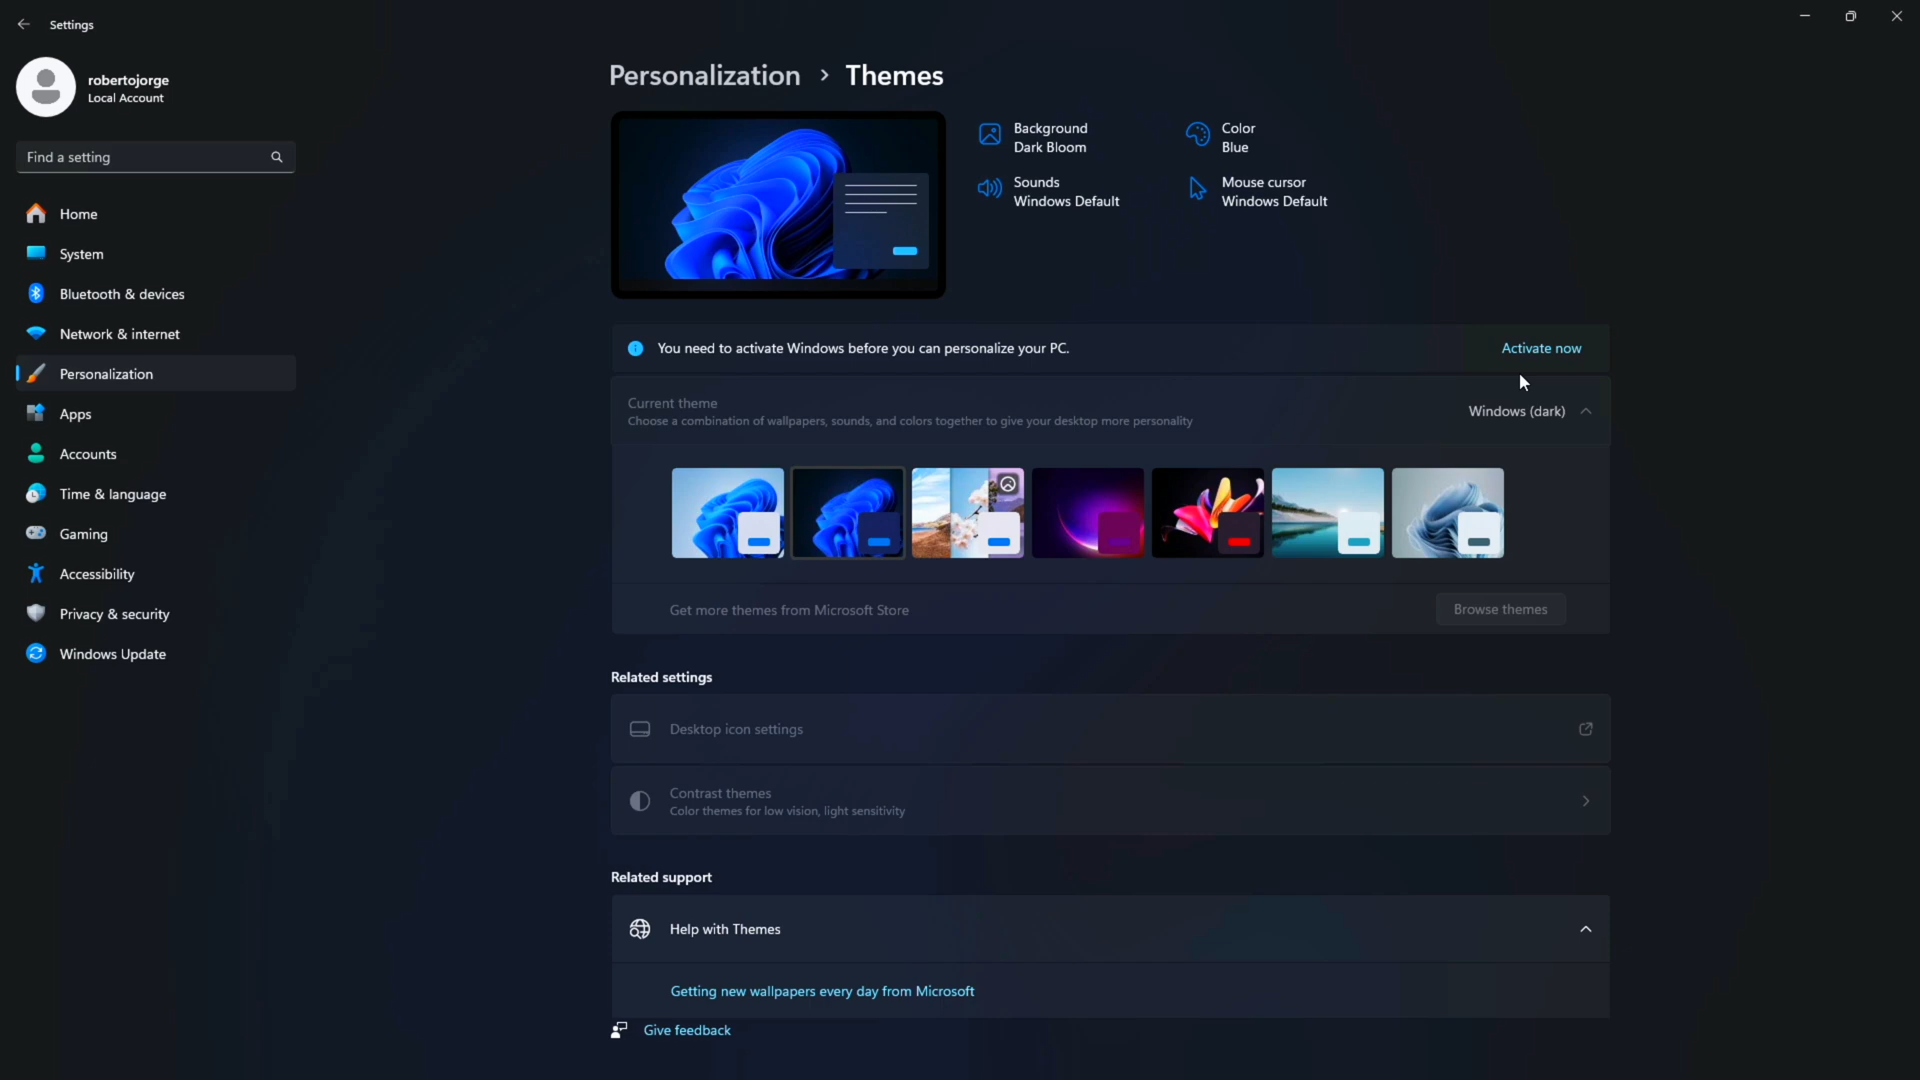 Settings
robertojorge
Local Account
Find a setting
Home
System
Bluetooth & devices
Network & internet
Personalization
Apps
Accounts
Time & language
Gaming
Accessibility
Privacy & security
Windows Update
Personalization > Themes
Background
Dark Bloom
Color
Blue
Sounds
Windows Default
Mouse cursor
Windows Default
You need to activate Windows before you can personalize your PC.
Activate now
Current theme
Choose a combination of wallpapers, sounds, and colors together to give your desktop more personality
Windows (dark)
Get more themes from Microsoft Store
Browse themes
Related settings
Desktop icon settings
Contrast themes
Color themes for low vision, light sensitivity
Related support
Help with Themes
Getting new wallpapers every day from Microsoft
Give feedback